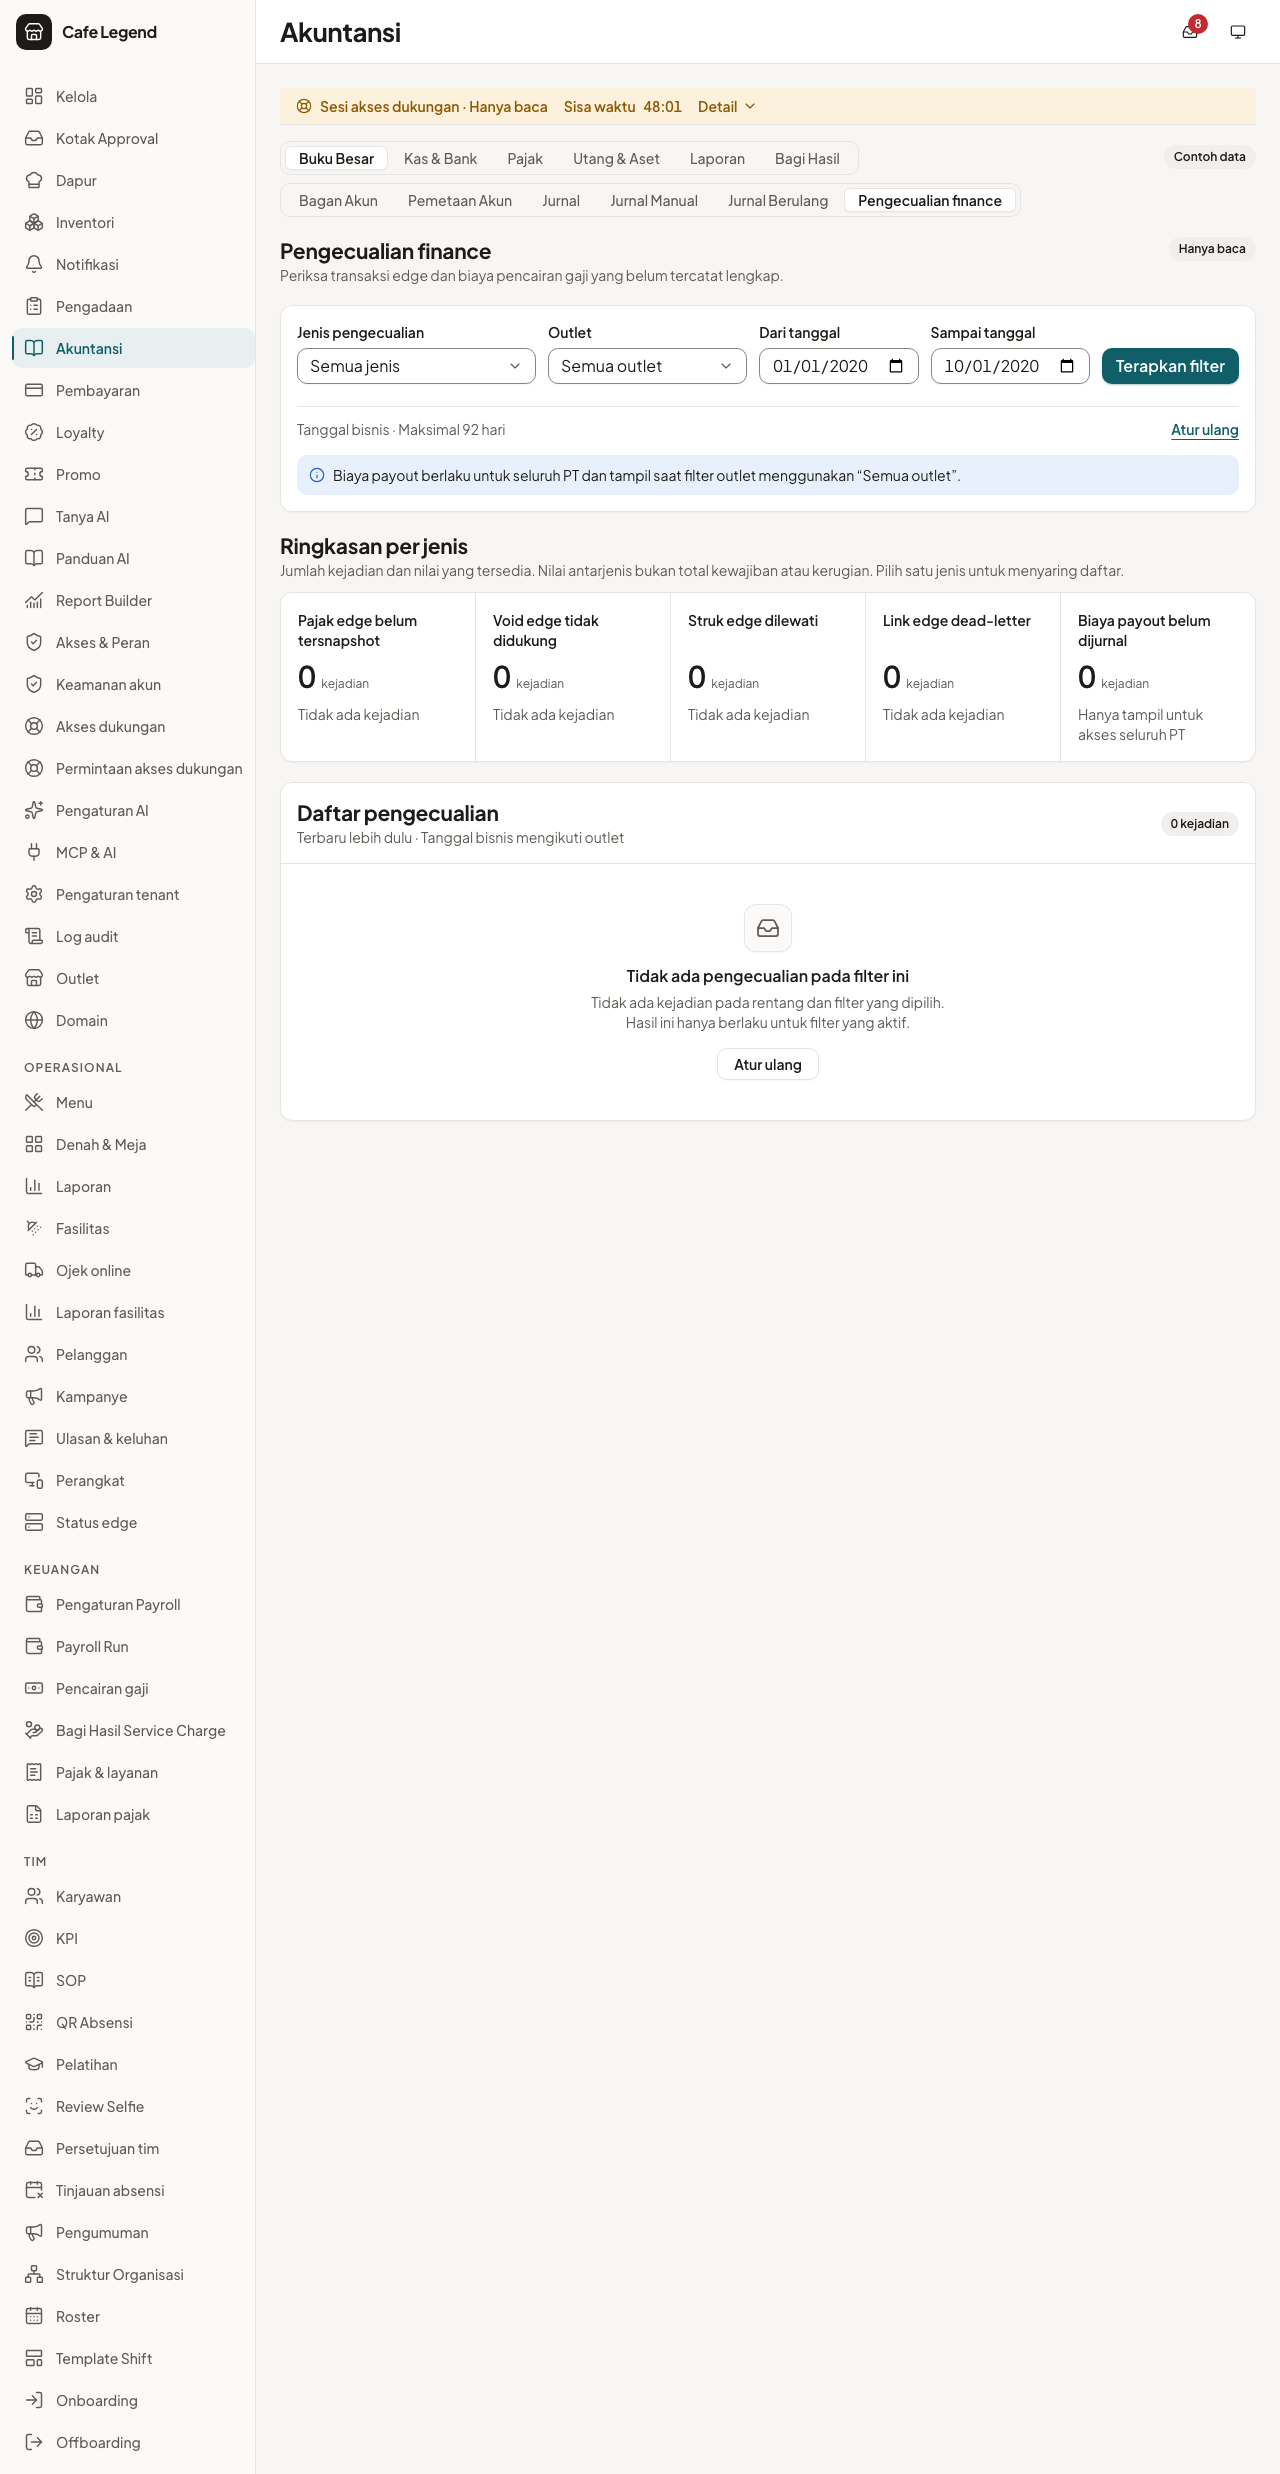 Cafe Legend
Akuntansi
8
Kelola
Kotak Approval
Dapur
Inventori
Notifikasi
Pengadaan
Akuntansi
Pembayaran
Loyalty
Promo
Tanya AI
Panduan AI
Report Builder
Akses & Peran
Keamanan akun
Akses dukungan
Permintaan akses dukungan
Pengaturan AI
MCP & AI
Pengaturan tenant
Log audit
Outlet
Domain
OPERASIONAL
Menu
Denah & Meja
Laporan
Fasilitas
Ojek online
Laporan fasilitas
Pelanggan
Kampanye
Ulasan & keluhan
Perangkat
Status edge
KEUANGAN
Pengaturan Payroll
Payroll Run
Pencairan gaji
Bagi Hasil Service Charge
Pajak & layanan
Laporan pajak
TIM
Karyawan
KPI
SOP
QR Absensi
Pelatihan
Review Selfie
Persetujuan tim
Tinjauan absensi
Pengumuman
Struktur Organisasi
Roster
Template Shift
Onboarding
Offboarding
Sesi akses dukungan · Hanya baca Sisa waktu 48:01 Detail
Buku Besar Kas & Bank Pajak Utang & Aset Laporan Bagi Hasil Contoh data
Bagan Akun Pemetaan Akun Jurnal Jurnal Manual Jurnal Berulang Pengecualian finance
Pengecualian finance Hanya baca
Periksa transaksi edge dan biaya pencairan gaji yang belum tercatat lengkap.
Jenis pengecualian Outlet Dari tanggal Sampai tanggal
Semua jenis Semua outlet 01/01/2020 10/01/2020 Terapkan filter
Tanggal bisnis · Maksimal 92 hari Atur ulang
Biaya payout berlaku untuk seluruh PT dan tampil saat filter outlet menggunakan “Semua outlet”.
Ringkasan per jenis
Jumlah kejadian dan nilai yang tersedia. Nilai antarjenis bukan total kewajiban atau kerugian. Pilih satu jenis untuk menyaring daftar.
Pajak edge belum
tersnapshot
0 kejadian
Tidak ada kejadian
Void edge tidak
didukung
0 kejadian
Tidak ada kejadian
Struk edge dilewati
0 kejadian
Tidak ada kejadian
Link edge dead-letter
0 kejadian
Tidak ada kejadian
Biaya payout belum
dijurnal
0 kejadian
Hanya tampil untuk
akses seluruh PT
Daftar pengecualian
Terbaru lebih dulu · Tanggal bisnis mengikuti outlet
0 kejadian
Tidak ada pengecualian pada filter ini
Tidak ada kejadian pada rentang dan filter yang dipilih.
Hasil ini hanya berlaku untuk filter yang aktif.
Atur ulang